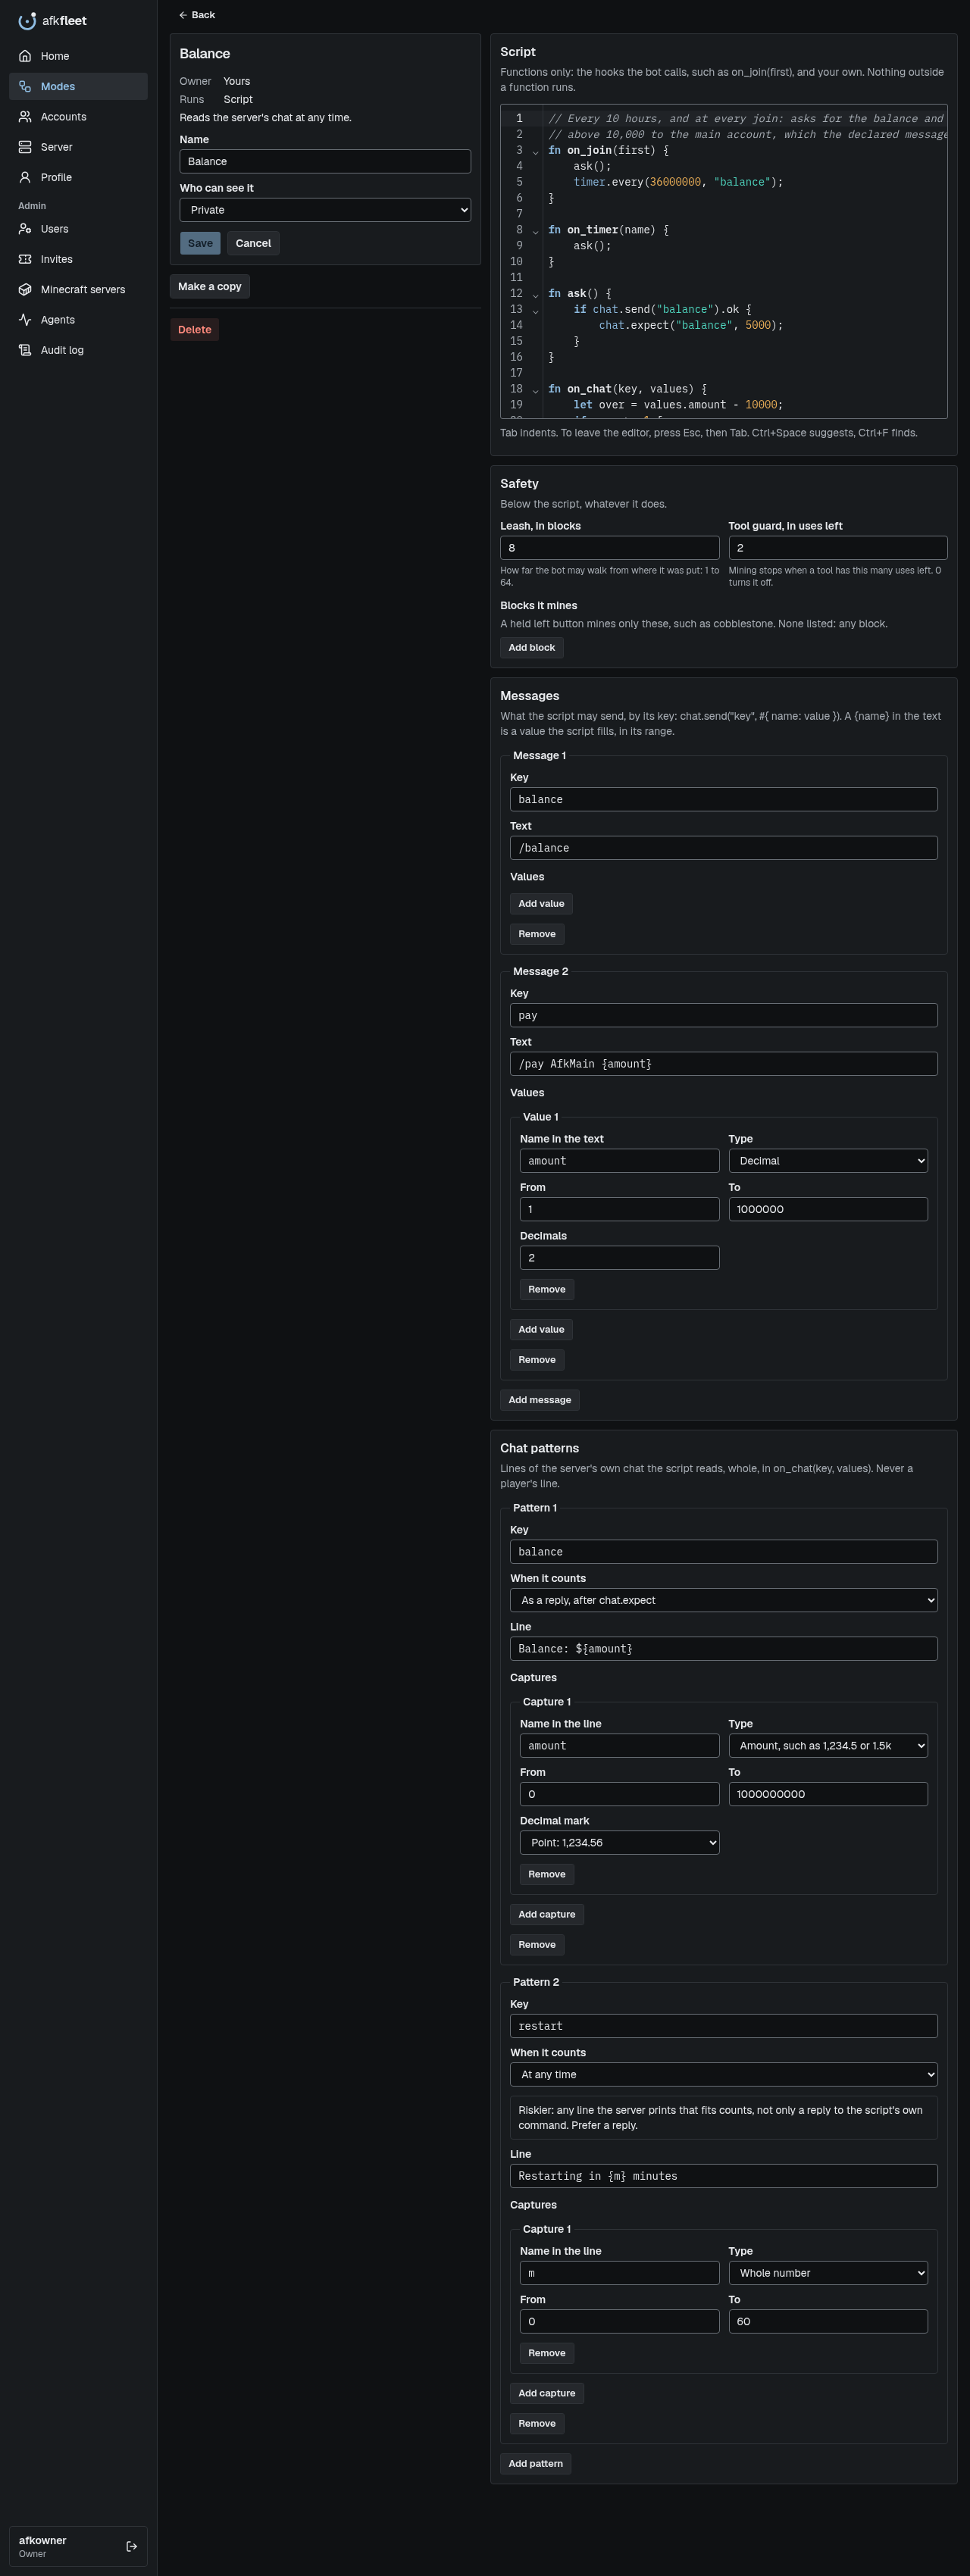 afkfleet
Home
Modes
Accounts
Server
Profile
Admin
Users
Invites
Minecraft servers
Agents
Audit log
afkowner
Owner
Back
Balance
Owner Yours
Runs Script
Reads the server's chat at any time.
Name
Balance
Who can see it
Private
Save Cancel
Make a copy
Delete
Script
Functions only: the hooks the bot calls, such as on_join(first), and your own. Nothing outside
a function runs.
1 // Every 10 hours, and at every join: asks for the balance and
2 // above 10,000 to the main account, which the declared message
3 fn on_join(first) {
4 ask();
5 timer.every(36000000, "balance");
6 }
7
8 fn on_timer(name) {
9 ask();
10 }
11
12 fn ask() {
13 if chat.send("balance").ok {
14 chat.expect("balance", 5000);
15 }
16 }
17
18 fn on_chat(key, values) {
19 let over = values.amount - 10000;
Tab indents. To leave the editor, press Esc, then Tab. Ctrl+Space suggests, Ctrl+F finds.
Safety
Below the script, whatever it does.
Leash, in blocks Tool guard, in uses left
8 2
How far the bot may walk from where it was put: 1 to Mining stops when a tool has this many uses left. 0
64. turns it off.
Blocks it mines
A held left button mines only these, such as cobblestone. None listed: any block.
Add block
Messages
What the script may send, by its key: chat.send("key", #{ name: value }). A {name} in the text
is a value the script fills, in its range.
Message 1
Key
balance
Text
/balance
Values
Add value
Remove
Message 2
Key
pay
Text
/pay AfkMain {amount}
Values
Value 1
Name in the text Type
amount Decimal
From To
1 1000000
Decimals
2
Remove
Add value
Remove
Add message
Chat patterns
Lines of the server's own chat the script reads, whole, in on_chat(key, values). Never a
player's line.
Pattern 1
Key
balance
When it counts
As a reply, after chat.expect
Line
Balance: ${amount}
Captures
Capture 1
Name in the line Type
amount Amount, such as 1,234.5 or 1.5k
From To
0 1000000000
Decimal mark
Point: 1,234.56
Remove
Add capture
Remove
Pattern 2
Key
restart
When it counts
At any time
Riskier: any line the server prints that fits counts, not only a reply to the script's own
command. Prefer a reply.
Line
Restarting in {m} minutes
Captures
Capture 1
Name in the line Type
m Whole number
From To
0 60
Remove
Add capture
Remove
Add pattern